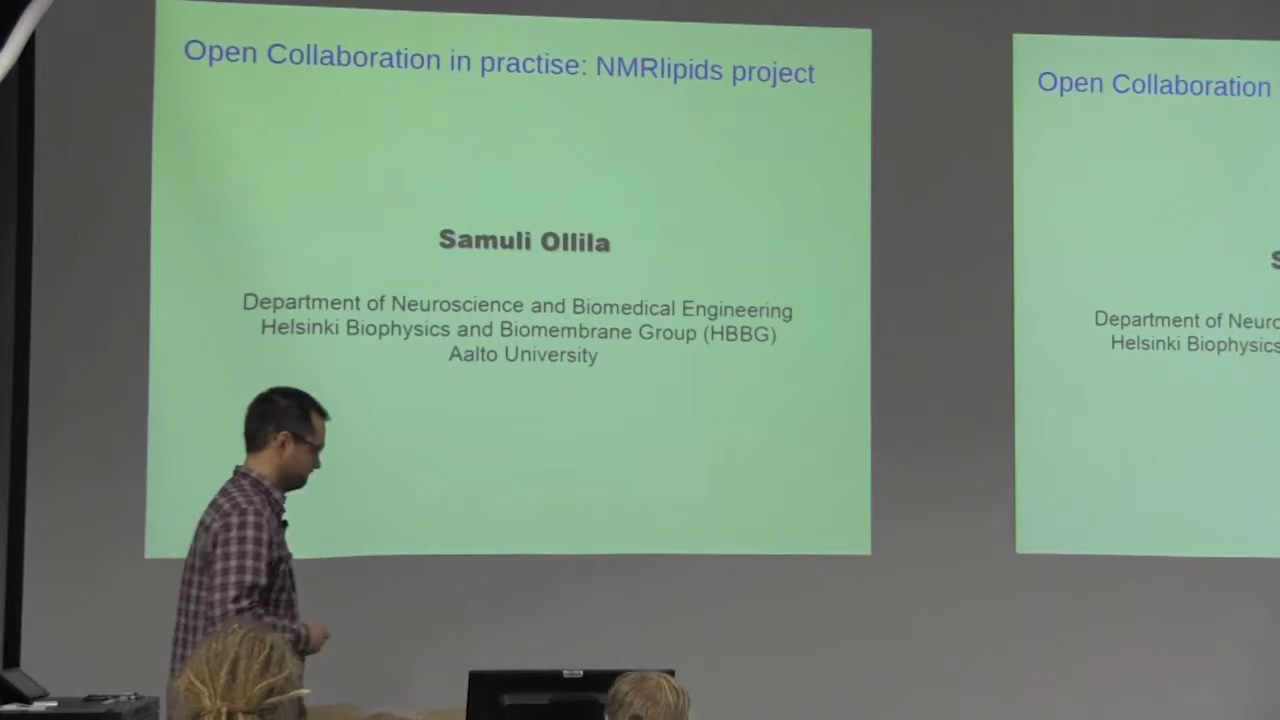 Open Collaboration in practise: NMRlipids project
Samuli Ollila
Department of Neuroscience and Biomedical Engineering
Helsinki Biophysics and Biomembrane Group (HBBG)
Aalto University
Open Collaboration
S
Department of Neuro
Helsinki Biophysics